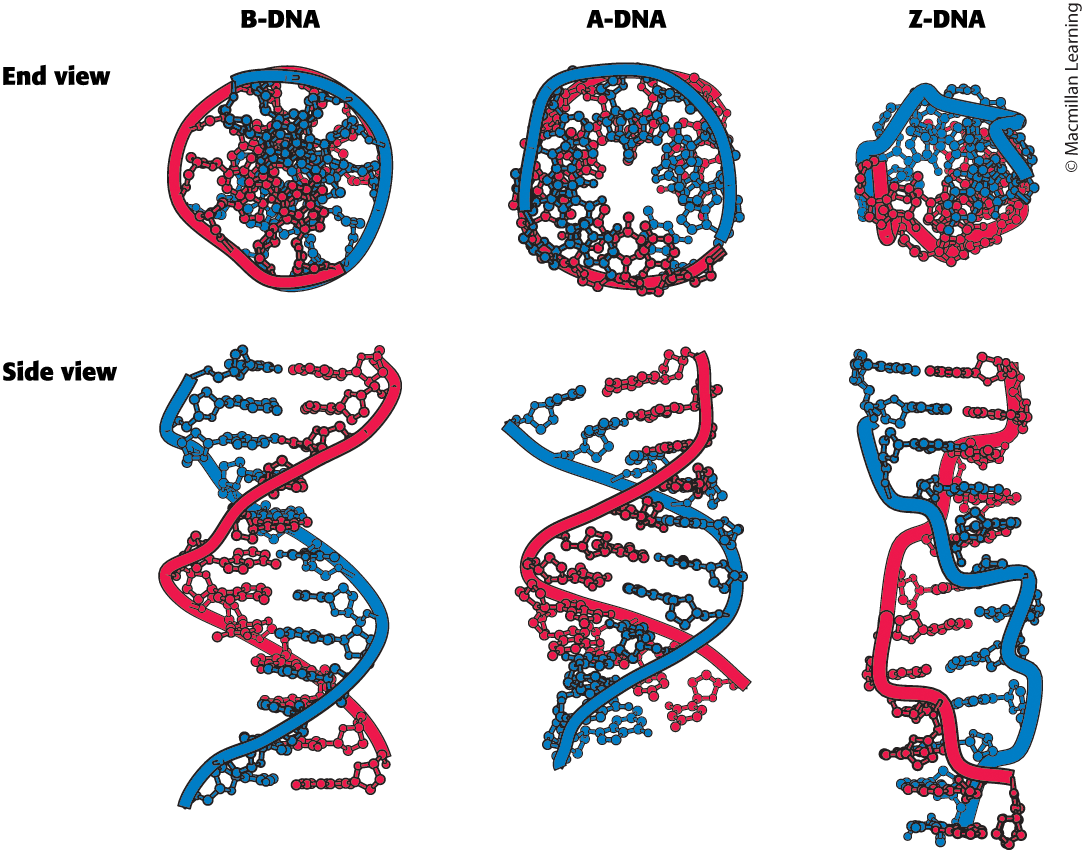 B-DNA
A-DNA
Z-DNA
End view
Side view
© Macmillan Learning